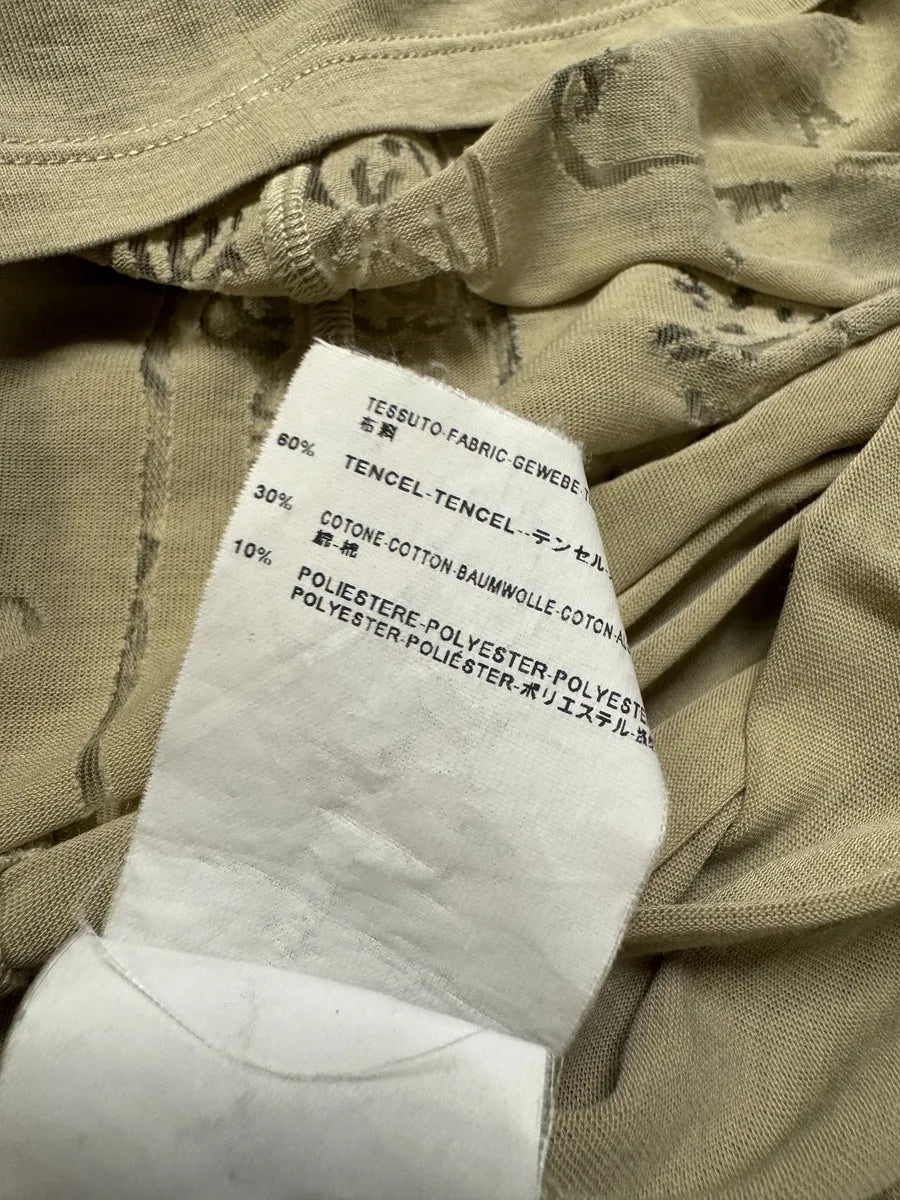 TESSUTO-FABRIC-GEWEBE-
布料
60% TENCEL-TENCEL--テンセル-
30% COTONE-COTTON-BAUMWOLLE-COTON-
綿-棉
10% POLIESTERE-POLYESTER-POLYESTE
POLYESTER-POLIÉSTER-ポリエステル-